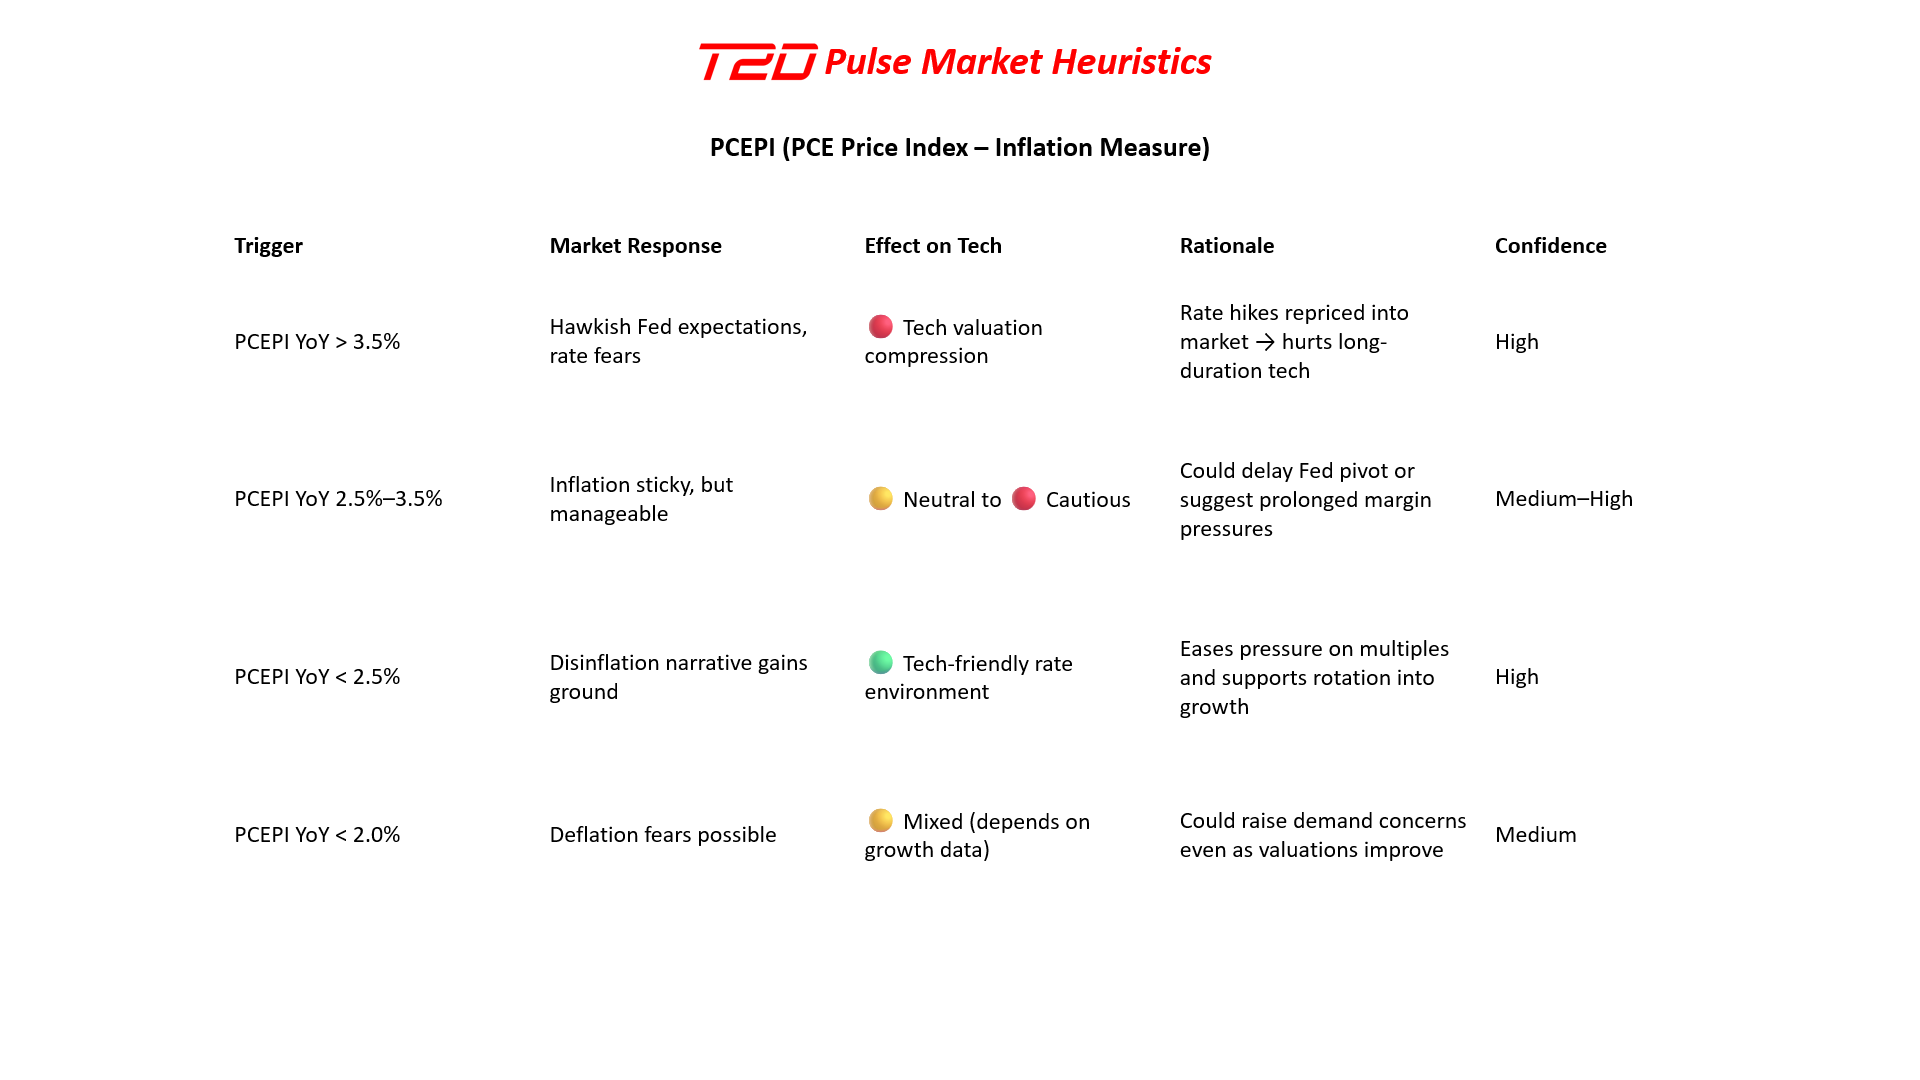 T2D Pulse Market Heuristics
PCEPI (PCE Price Index – Inflation Measure)
Trigger
Market Response
Effect on Tech
Rationale
Confidence
PCEPI YoY > 3.5%
Hawkish Fed expectations,
rate fears
🔴 Tech valuation
compression
Rate hikes repriced into
market → hurts long-
duration tech
High
PCEPI YoY 2.5%–3.5%
Inflation sticky, but
manageable
🟡 Neutral to 🔴 Cautious
Could delay Fed pivot or
suggest prolonged margin
pressures
Medium–High
PCEPI YoY < 2.5%
Disinflation narrative gains
ground
🟢 Tech-friendly rate
environment
Eases pressure on multiples
and supports rotation into
growth
High
PCEPI YoY < 2.0%
Deflation fears possible
🟡 Mixed (depends on
growth data)
Could raise demand concerns
even as valuations improve
Medium